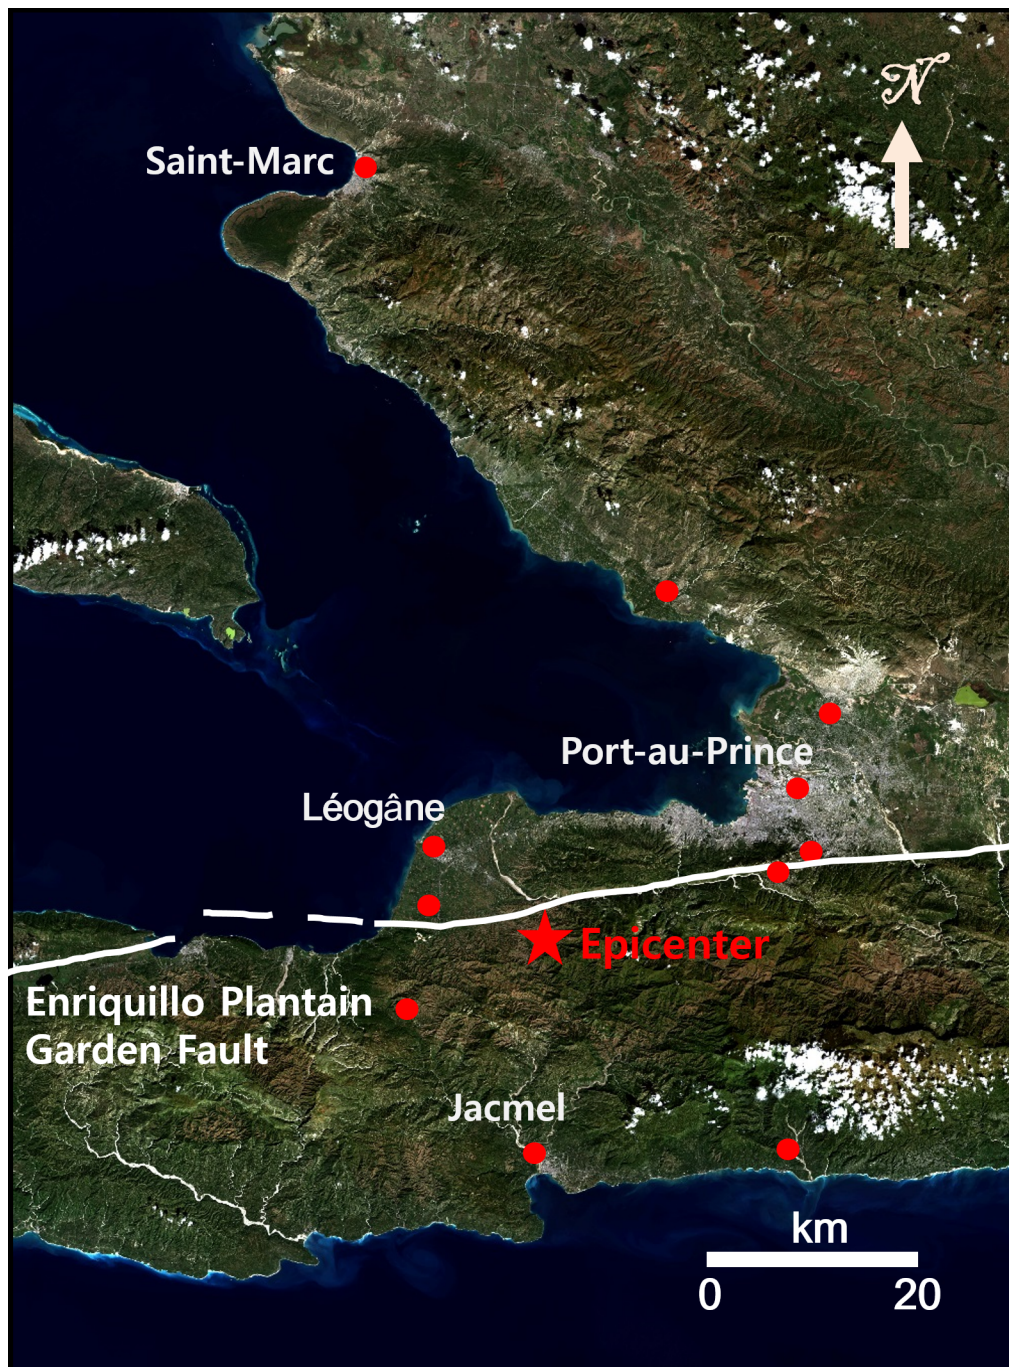 N
Saint-Marc
Port-au-Prince
Léogâne
Epicenter
Enriquillo Plantain
Garden Fault
Jacmel
km
0 20